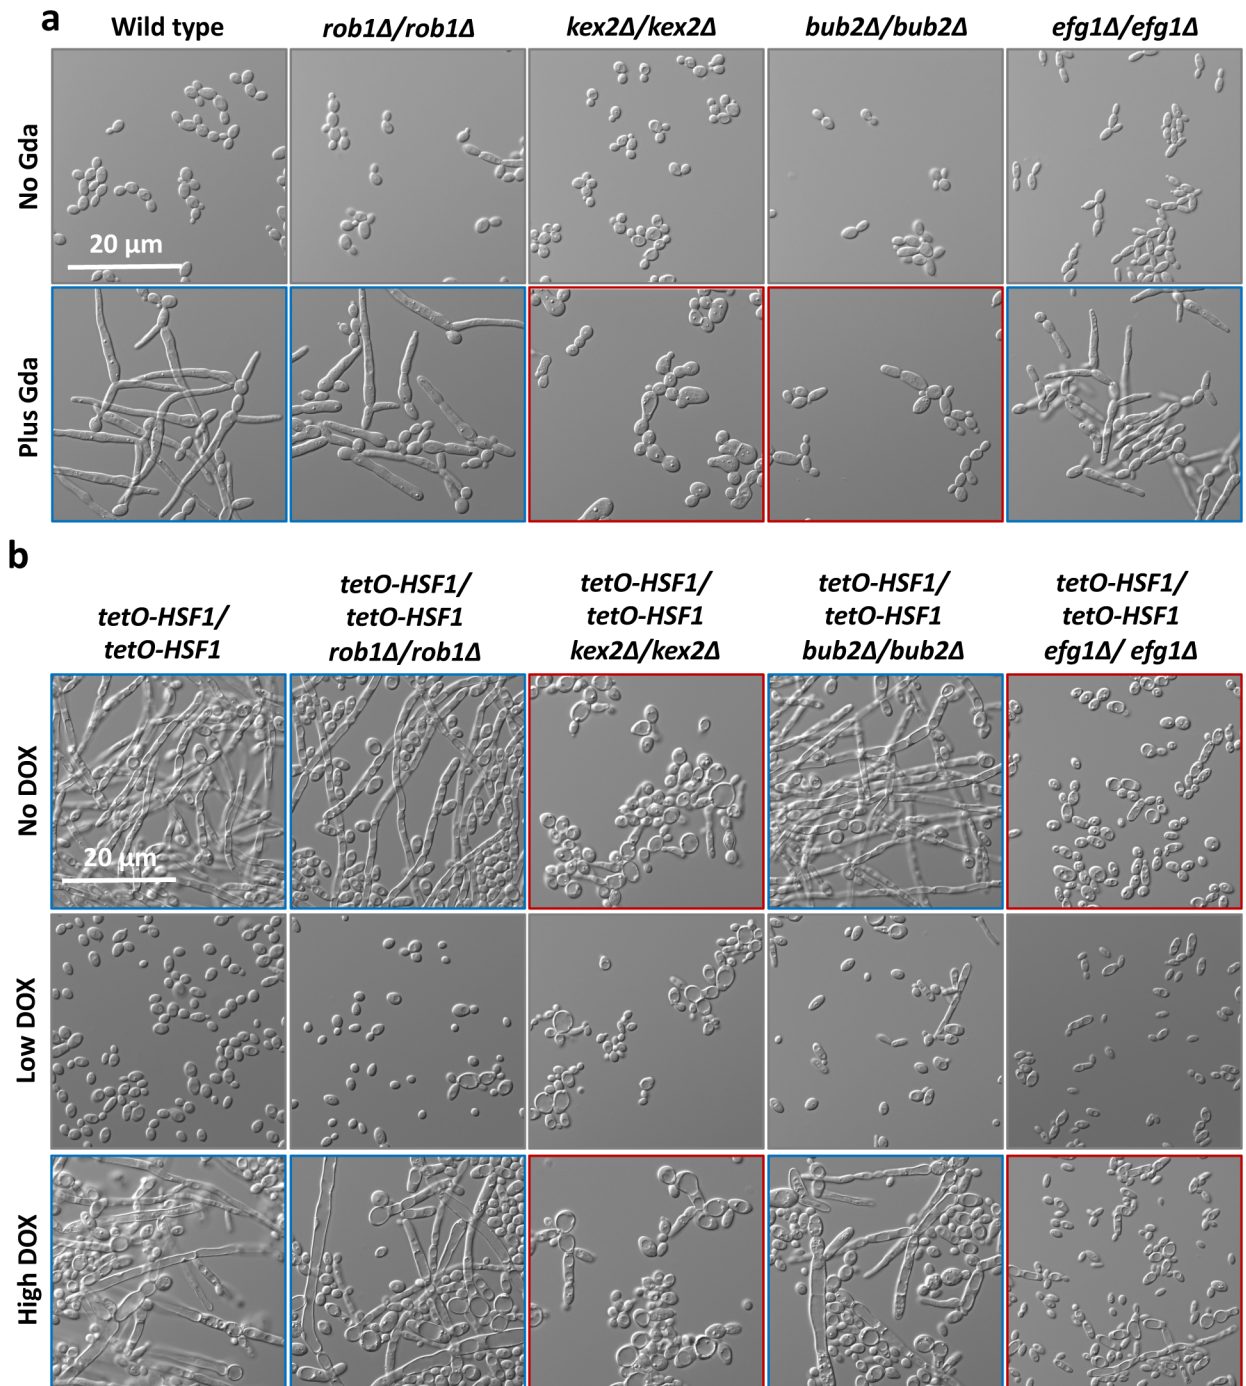 a
Wild type
rob1Δ/rob1Δ
kex2Δ/kex2Δ
bub2Δ/bub2Δ
efg1Δ/efg1Δ
No Gda
20 μm
Plus Gda
b
tetO-HSF1/
tetO-HSF1
tetO-HSF1/
tetO-HSF1
rob1Δ/rob1Δ
tetO-HSF1/
tetO-HSF1
kex2Δ/kex2Δ
tetO-HSF1/
tetO-HSF1
bub2Δ/bub2Δ
tetO-HSF1/
tetO-HSF1
efg1Δ/ efg1Δ
No DOX
20 μm
Low DOX
High DOX